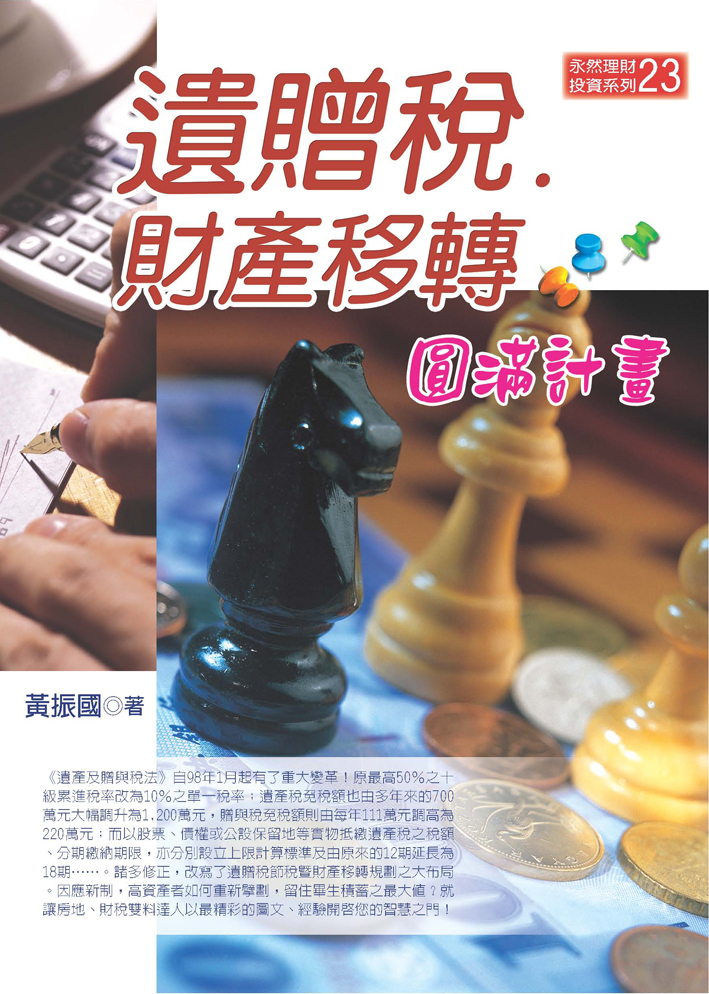 永然理財
投資系列23
遺贈稅.
財產移轉
圓滿計畫
黃振國◎著
《遺產及贈與稅法》自98年1月起有了重大變革！原最高50%之十
級累進稅率改為10%之單一稅率；遺產稅免稅額也由多年來的700
萬元大幅調升為1,200萬元，贈與稅免稅額則由每年111萬元調高為
220萬元；而以股票、債權或公設保留地等實物抵繳遺產稅之稅額
、分期繳納期限，亦分別設立上限計算標準及由原來的12期延長為
18期……。諸多修正，改寫了遺贈稅節稅暨財產移轉規劃之大布局
。因應新制，高資產者如何重新擘劃，留住畢生積蓄之最大值？就
讓房地、財稅雙料達人以最精彩的圖文、經驗開啓您的智慧之門！